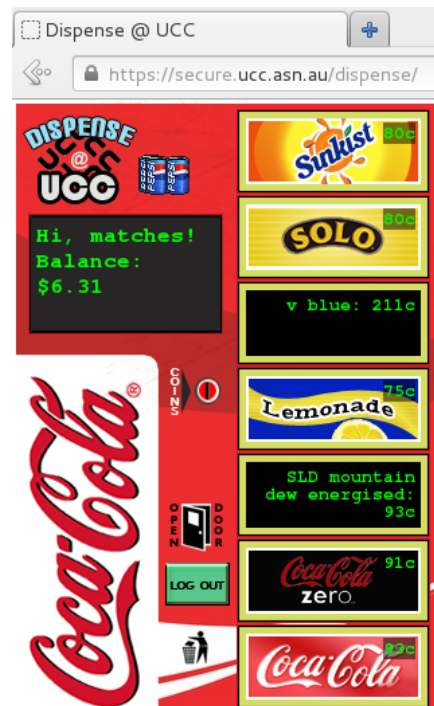 Dispense @ UCC
https://secure.ucc.asn.au/dispense/
DISPENSE
@
UCC
PEPSI PEPSI
Hi, matches!
Balance:
$6.31
COINS
OPEN DOOR
LOG OUT
Coca-Cola®
Sunkist 80c
SOLO 80c
v blue: 211c
Lemonade 75c
SLD mountain
dew energised:
93c
Coca-Cola 91c
zero
Coca-Cola 93c